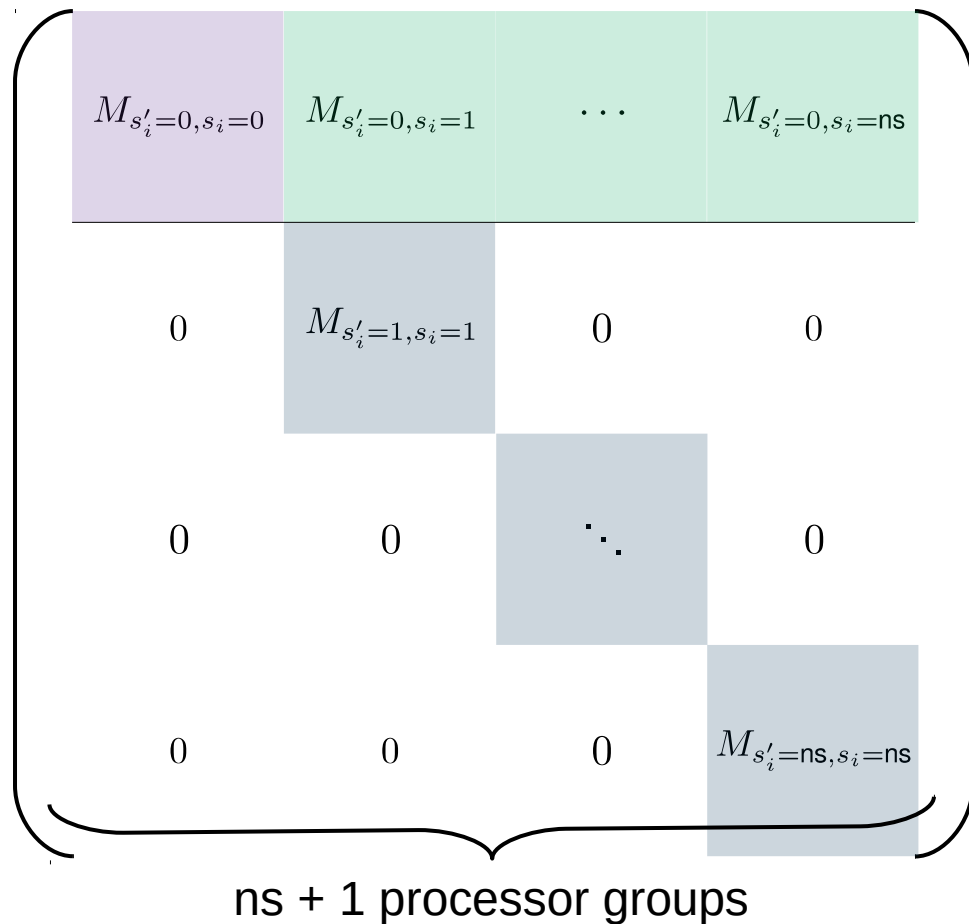 M_{s'_i=0,s_i=0} M_{s'_i=0,s_i=1} ··· M_{s'_i=0,s_i=ns}
0 M_{s'_i=1,s_i=1} 0 0
0 0 ⋱ 0
0 0 0 M_{s'_i=ns,s_i=ns}
ns + 1 processor groups